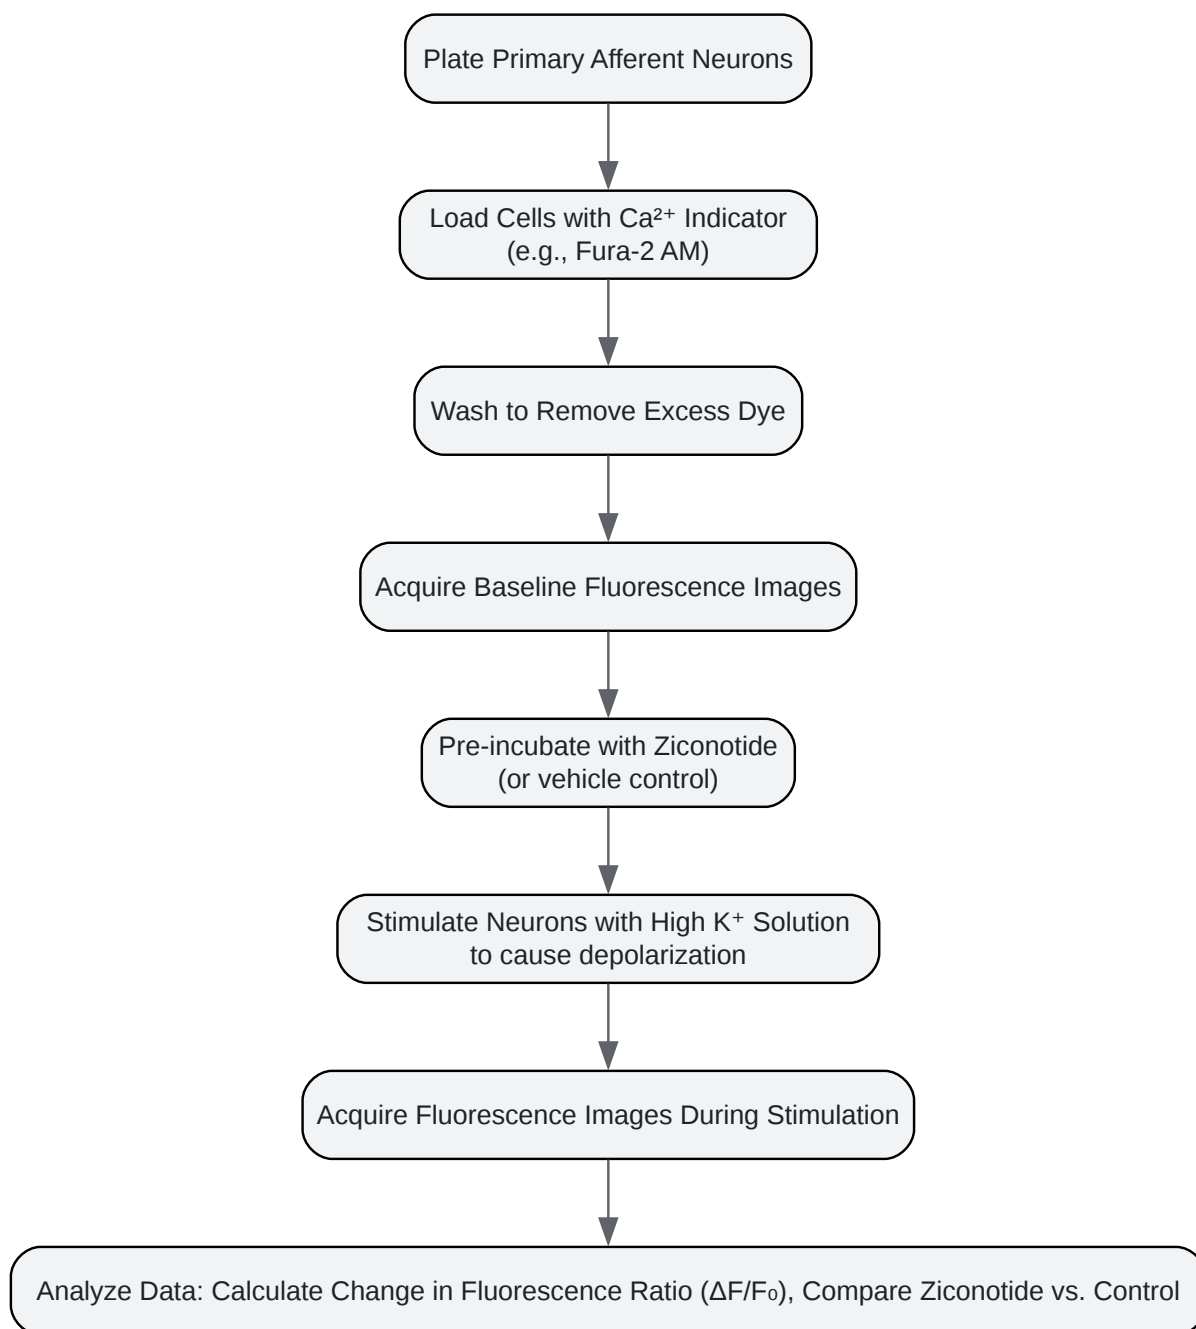 Plate Primary Afferent Neurons
Load Cells with Ca²⁺ Indicator
(e.g., Fura-2 AM)
Wash to Remove Excess Dye
Acquire Baseline Fluorescence Images
Pre-incubate with Ziconotide
(or vehicle control)
Stimulate Neurons with High K⁺ Solution
to cause depolarization
Acquire Fluorescence Images During Stimulation
Analyze Data: Calculate Change in Fluorescence Ratio (ΔF/F₀), Compare Ziconotide vs. Control